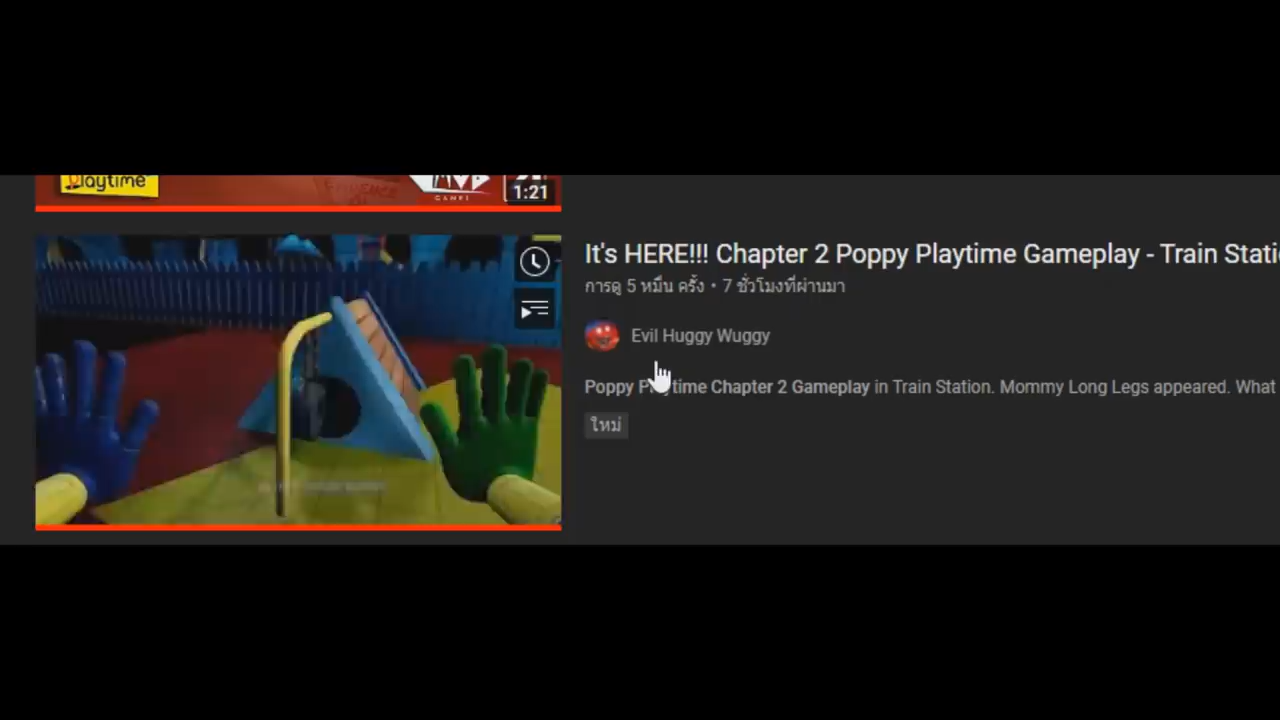 Playtime
GAMES
1:21
It's HERE!!! Chapter 2 Poppy Playtime Gameplay - Train Stati
การดู 5 หมื่น ครั้ง • 7 ชั่วโมงที่ผ่านมา
Evil Huggy Wuggy
Poppy Playtime Chapter 2 Gameplay in Train Station. Mommy Long Legs appeared. What
ใหม่